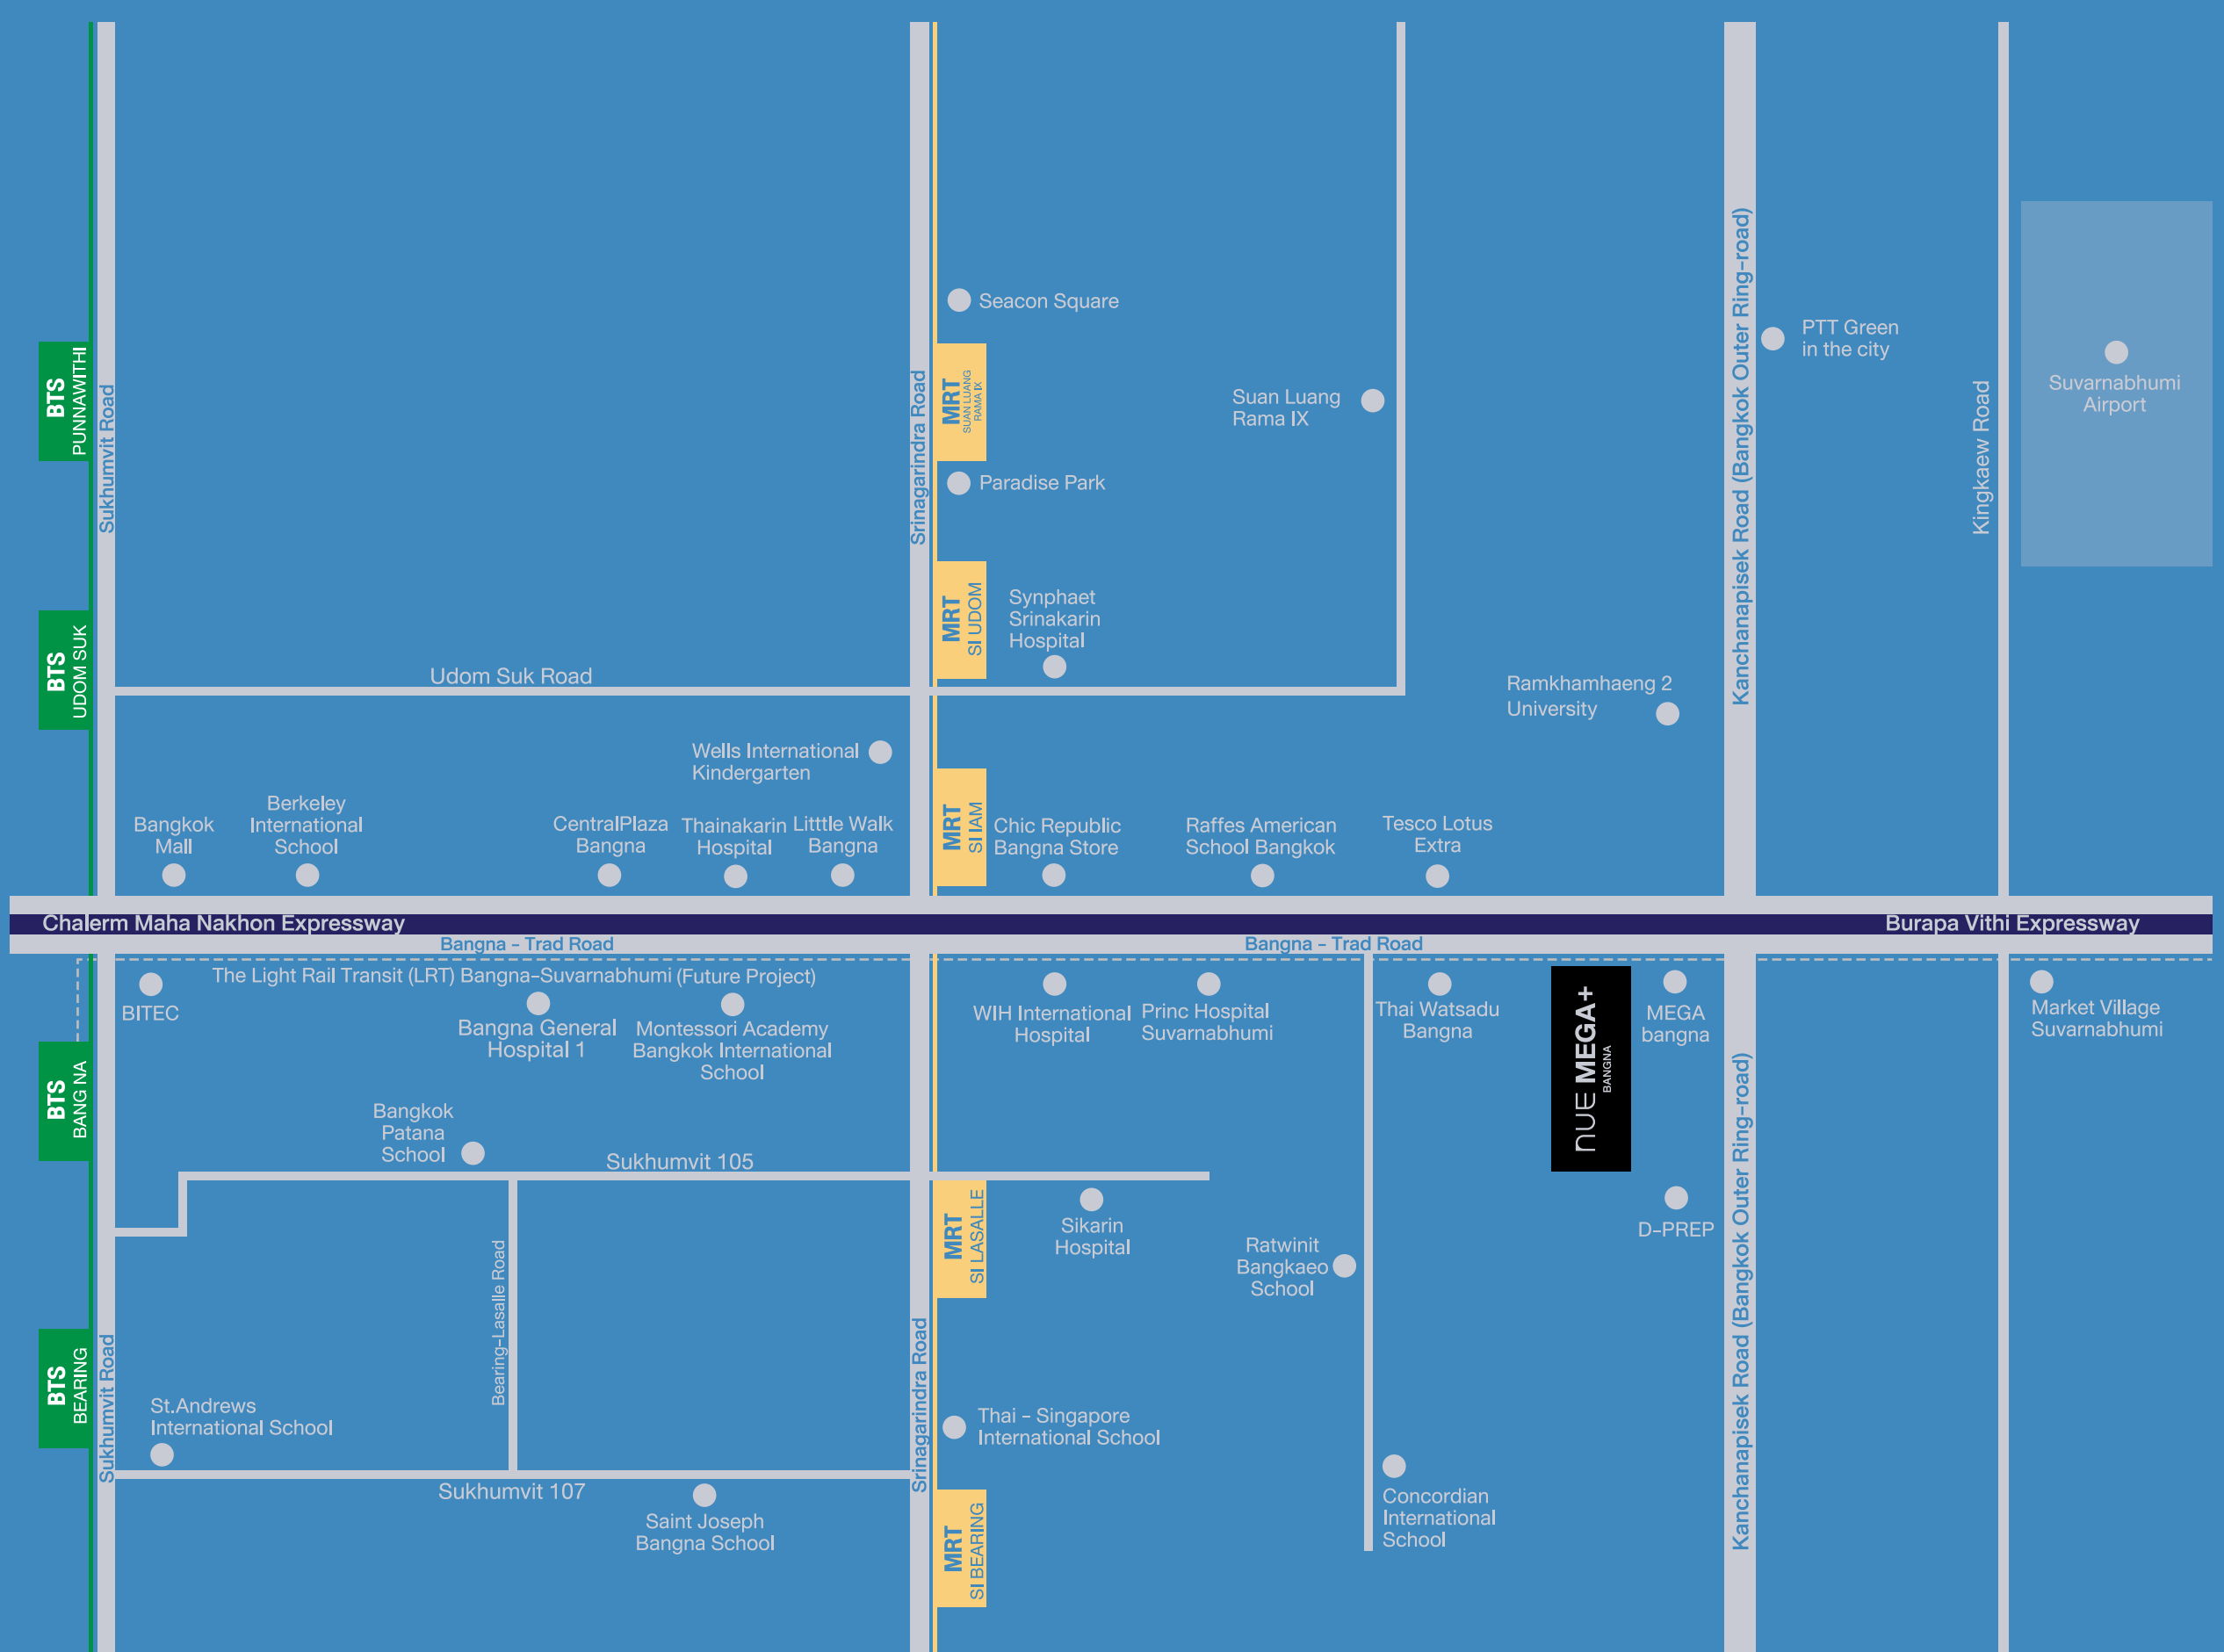 Seacon Square
PTT Green
in the city
BTS
PUNNAWITHI
Sukhumvit Road
Srinagarindra Road
MRT
SUAN LUANG
RAMA IX
Suan Luang
Rama IX
Kanchanapisek Road (Bangkok Outer Ring-road)
Kingkaew Road
Suvarnabhumi
Airport
Paradise Park
BTS
UDOM SUK
MRT
SI UDOM
Synphaet
Srinakarin
Hospital
Udom Suk Road
Ramkhamhaeng 2
University
Wells International
Kindergarten
Bangkok
Mall
Berkeley
International
School
CentralPlaza
Bangna
Thainakarin
Hospital
Litttle Walk
Bangna
MRT
SI IAM
Chic Republic
Bangna Store
Raffes American
School Bangkok
Tesco Lotus
Extra
Chalerm Maha Nakhon Expressway
Burapa Vithi Expressway
Bangna - Trad Road
Bangna - Trad Road
The Light Rail Transit (LRT) Bangna-Suvarnabhumi (Future Project)
BITEC
Bangna General
Hospital 1
Montessori Academy
Bangkok International
School
WIH International
Hospital
Princ Hospital
Suvarnabhumi
Thai Watsadu
Bangna
nUE MEGA+
BANGNA
MEGA
bangna
Market Village
Suvarnabhumi
BTS
BANG NA
Bangkok
Patana
School
Sukhumvit 105
MRT
SI LASALLE
Sikarin
Hospital
Ratwinit
Bangkaeo
School
D-PREP
Kanchanapisek Road (Bangkok Outer Ring-road)
BTS
BEARING
Sukhumvit Road
Bearing-Lasalle Road
Srinagarindra Road
St.Andrews
International School
Thai - Singapore
International School
Sukhumvit 107
Saint Joseph
Bangna School
MRT
SI BEARING
Concordian
International
School